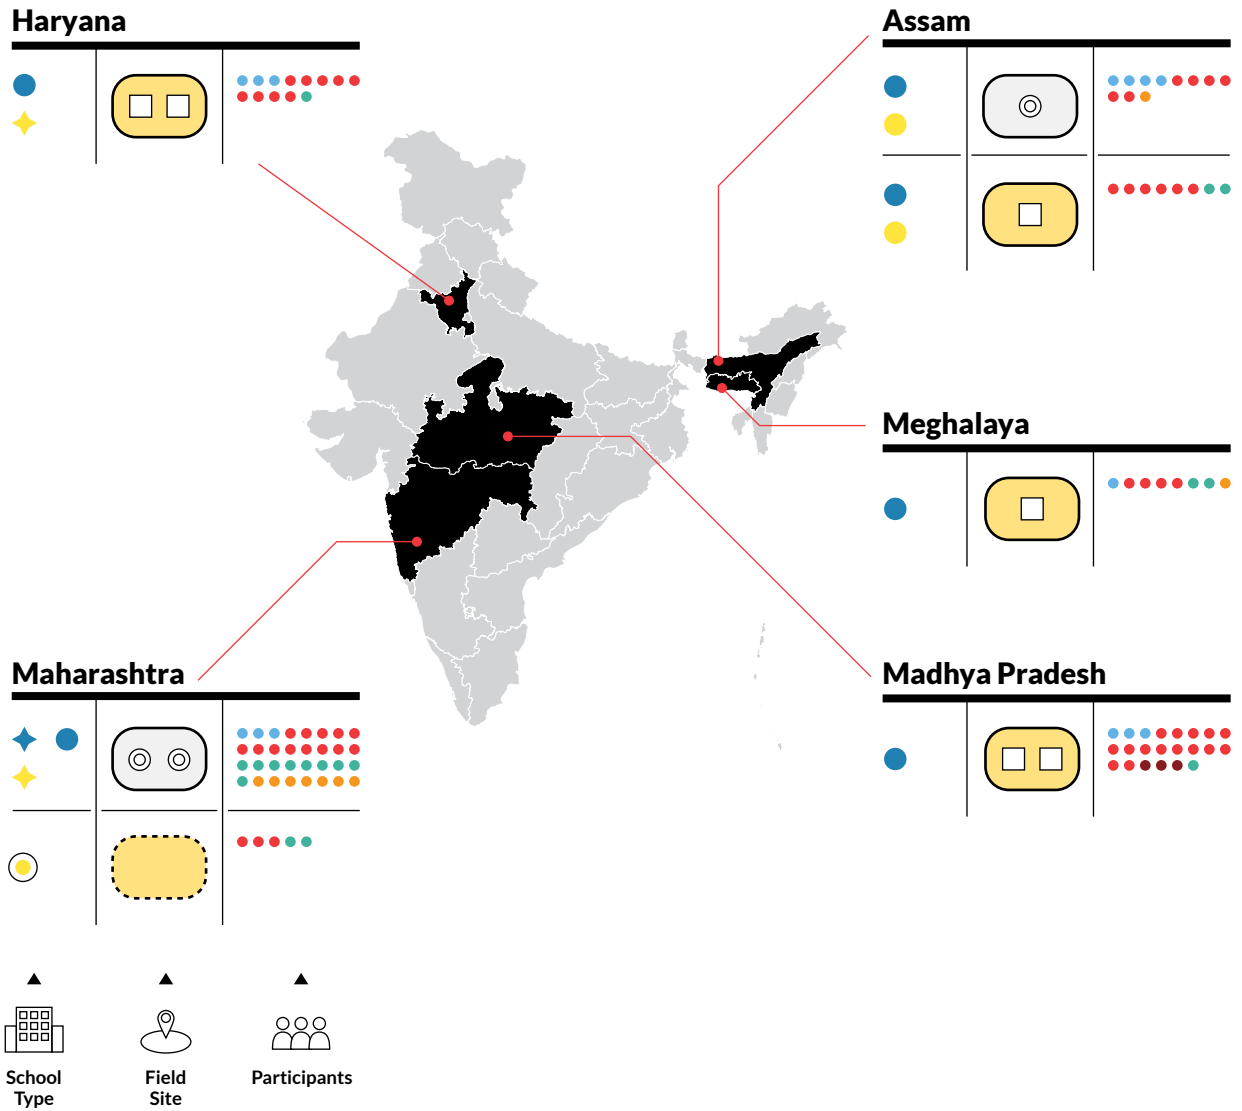 Haryana
Assam
Meghalaya
Maharashtra
Madhya Pradesh
School
Type
Field
Site
Participants